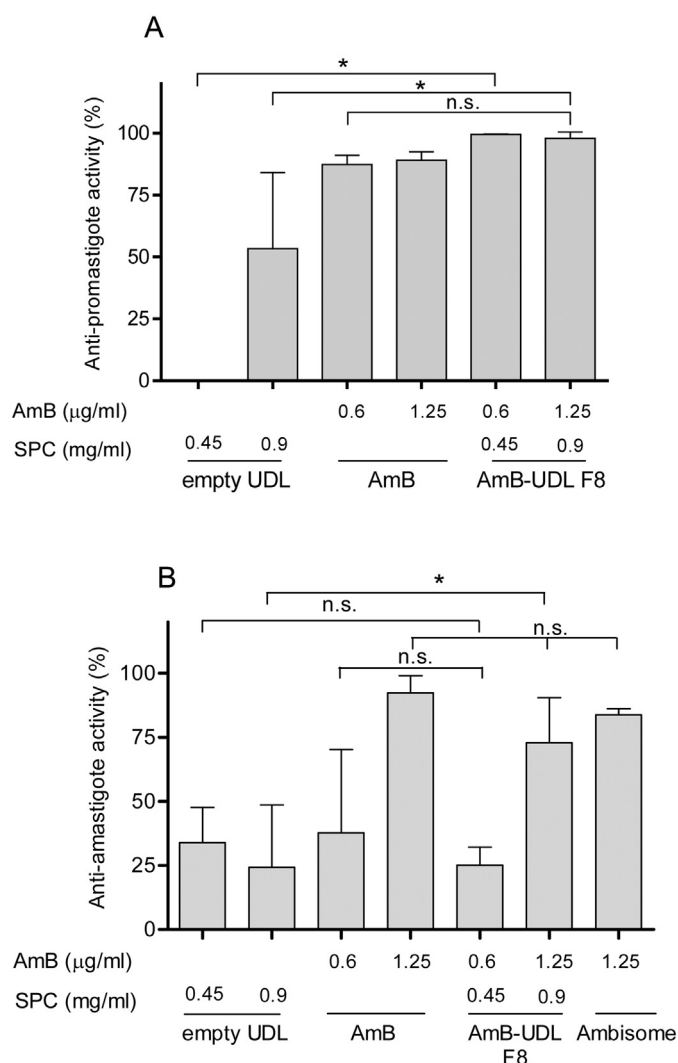 A
*
*
n.s.
Anti-promastigote activity (%)
100
75
50
25
0
AmB (μg/ml) 0.6 1.25 0.6 1.25
SPC (mg/ml) 0.45 0.9 0.45 0.9
empty UDL AmB AmB-UDL F8
B
*
n.s.
n.s.
n.s.
Anti-amastigote activity (%)
100
75
50
25
0
AmB (μg/ml) 0.6 1.25 0.6 1.25 1.25
SPC (mg/ml) 0.45 0.9 0.45 0.9
empty UDL AmB AmB-UDL Ambisome
F8